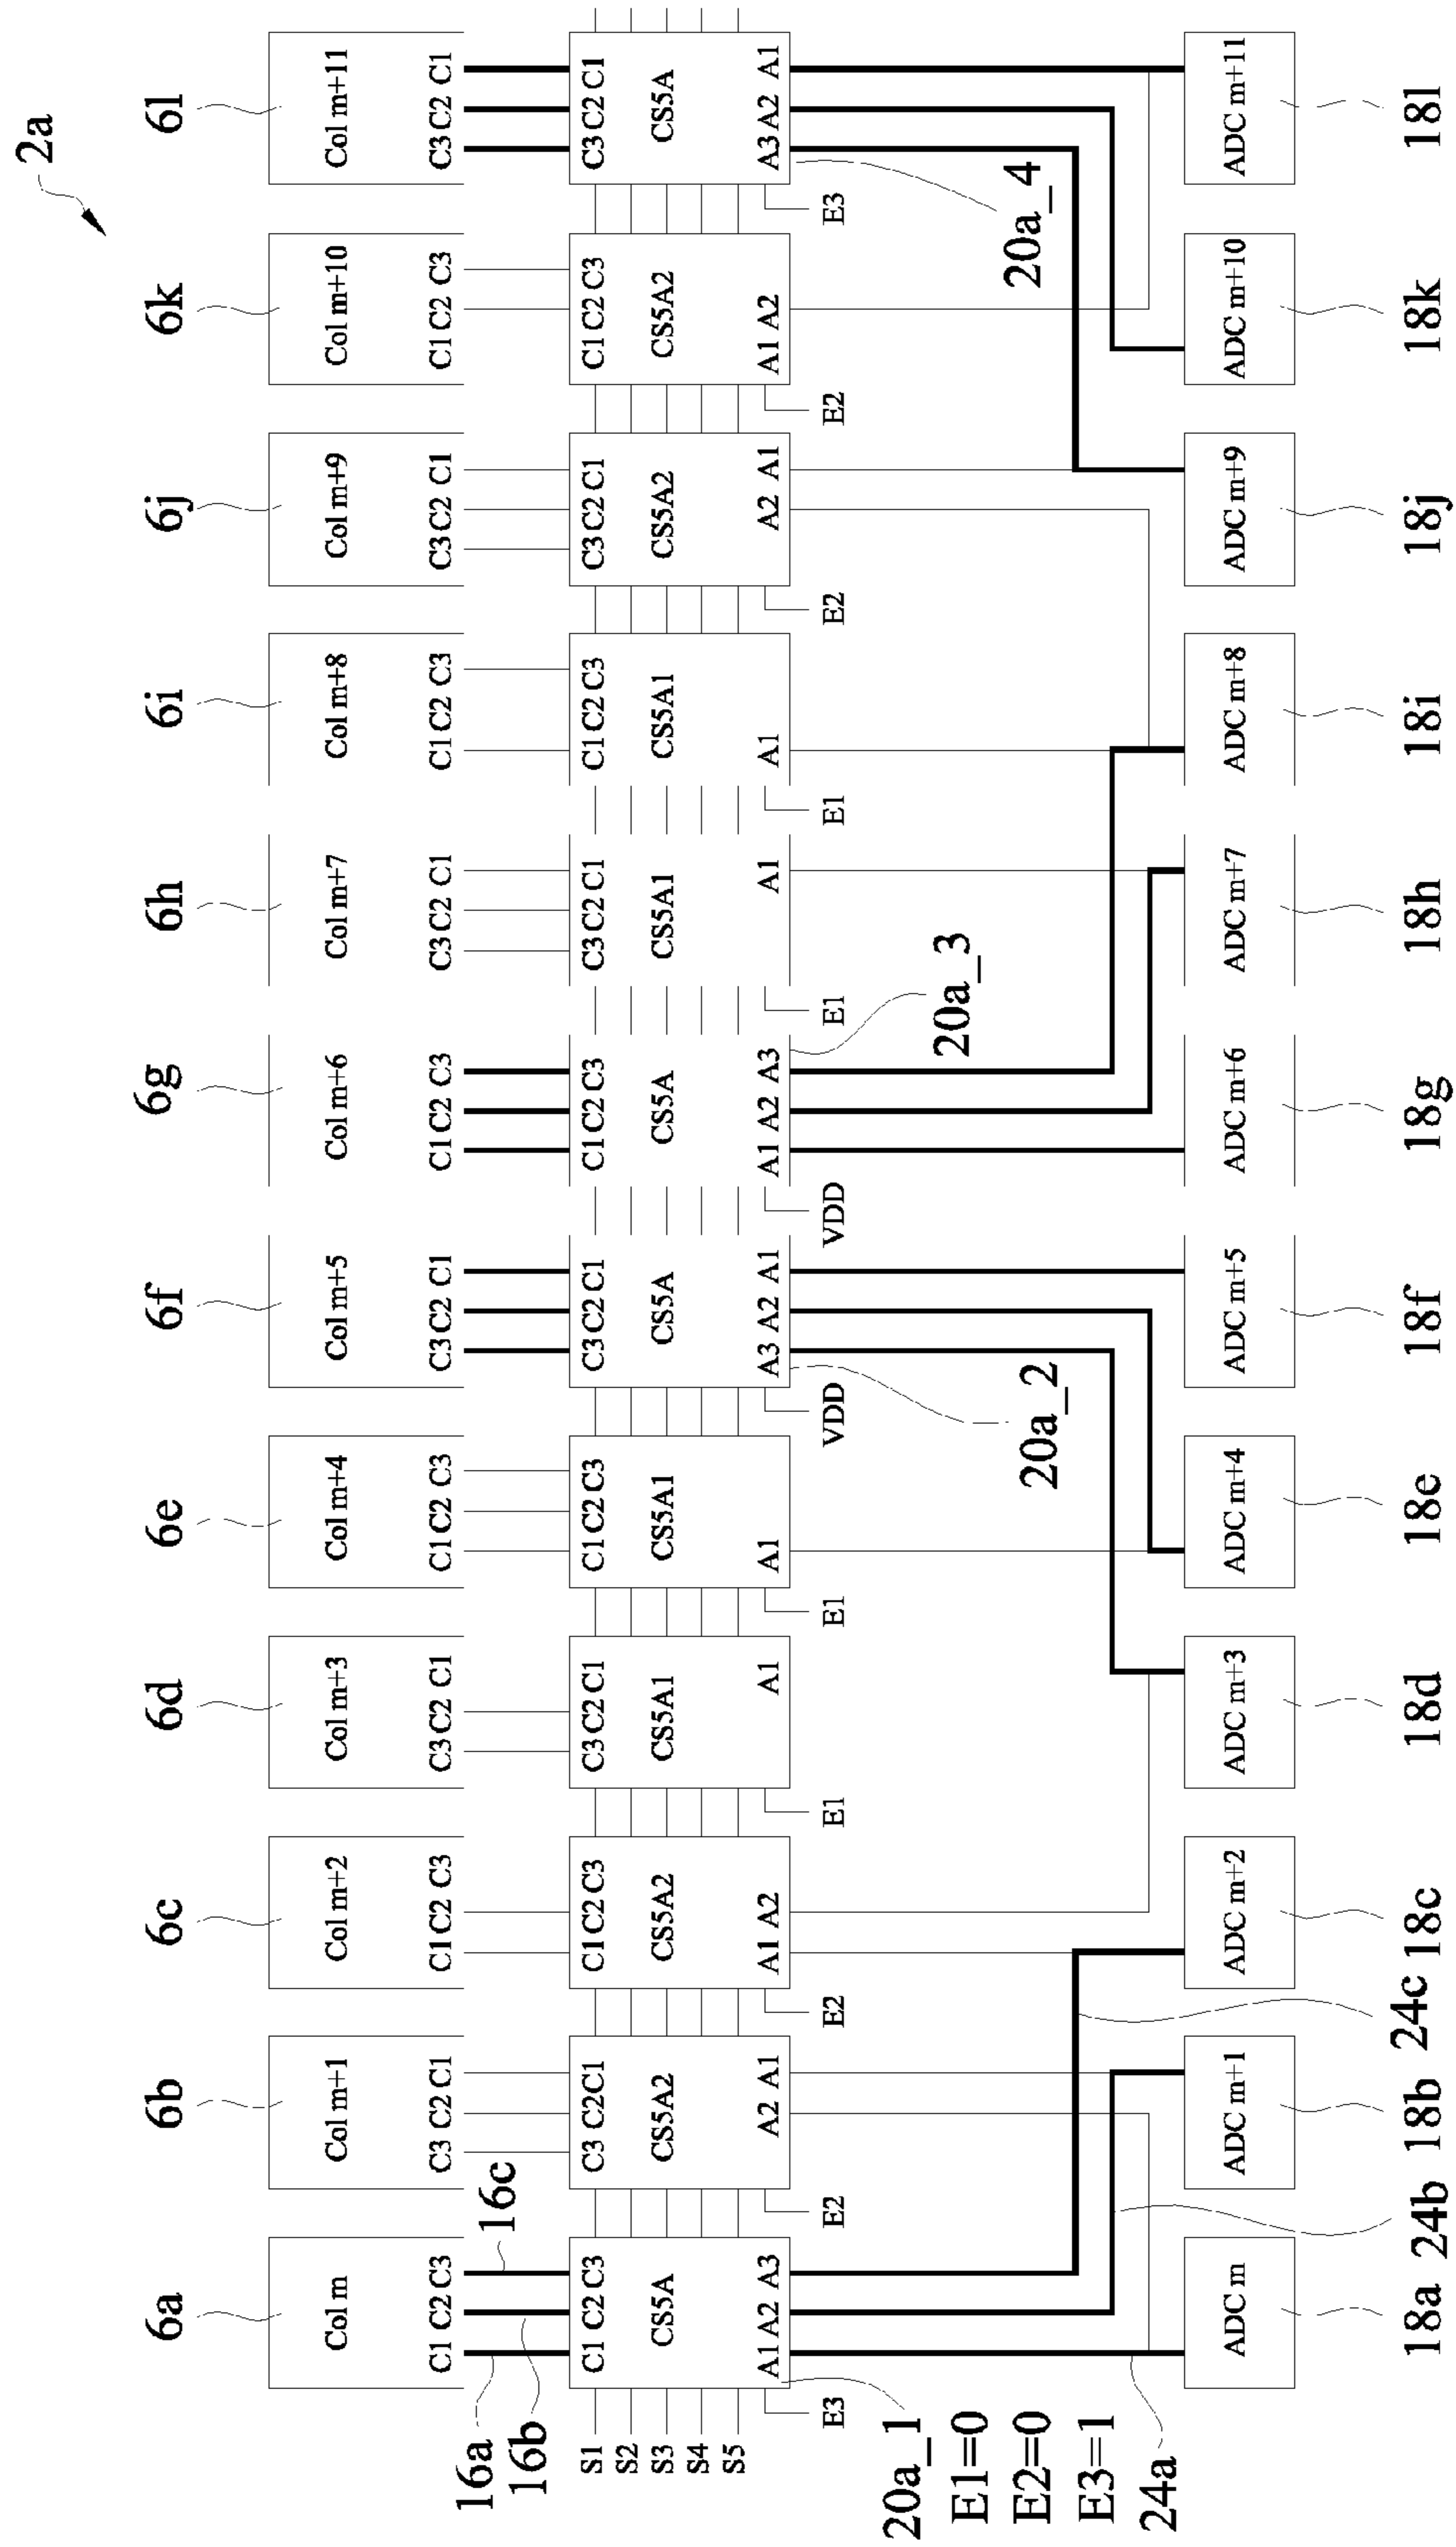 2a
6a 6b 6c 6d 6e 6f 6g 6h 6i 6j 6k 6l
Col m Col m+1 Col m+2 Col m+3 Col m+4 Col m+5 Col m+6 Col m+7 Col m+8 Col m+9 Col m+10 Col m+11
C1 C2 C3 C3 C2 C1 C1 C2 C3 C3 C2 C1 C1 C2 C3 C3 C2 C1 C1 C2 C3 C3 C2 C1 C1 C2 C3 C3 C2 C1 C1 C2 C3 C3 C2 C1
16a 16c
16b
S1 C1 C2 C3 C3 C2 C1 C1 C2 C3 C3 C2 C1 C1 C2 C3 C3 C2 C1 C1 C2 C3 C3 C2 C1 C1 C2 C3 C3 C2 C1 C1 C2 C3 C3 C2 C1
S2
S3 CS5A CS5A2 CS5A2 CS5A1 CS5A1 CS5A CS5A CS5A1 CS5A1 CS5A2 CS5A2 CS5A
S4
S5
A1 A2 A3 A2 A1 A1 A2 A1 A1 A3 A2 A1 A1 A2 A3 A1 A1 A2 A1 A1 A2 A3 A2 A1
E3 E2 E2 E1 E1 VDD VDD E1 E1 E2 E2 E3
20a_1 20a_2 20a_3 20a_4
E1=0
E2=0
E3=1
24a
ADC m ADC m+1 ADC m+2 ADC m+3 ADC m+4 ADC m+5 ADC m+6 ADC m+7 ADC m+8 ADC m+9 ADC m+10 ADC m+11
24b 24c
18a 18b 18c 18d 18e 18f 18g 18h 18i 18j 18k 18l